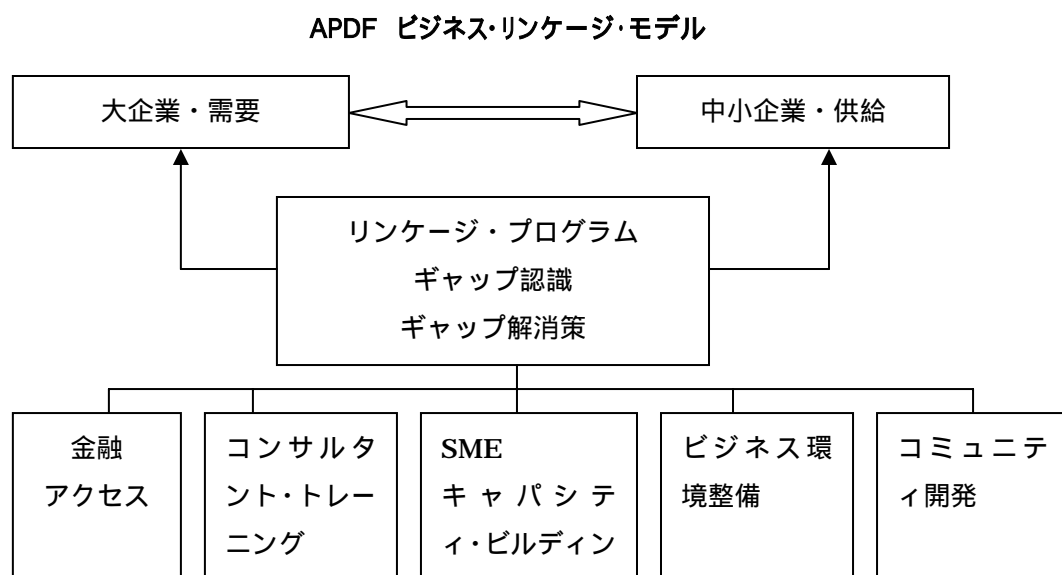 APDF ビジネス・リンケージ・モデル
大企業・需要
中小企業・供給
リンケージ・プログラム
ギャップ認識
ギャップ解消策
金融
アクセス
コンサルタ
ント・トレー
ニング
SME
キャパシテ
ィ・ビルディン
ビジネス環
境整備
コミュニテ
ィ開発